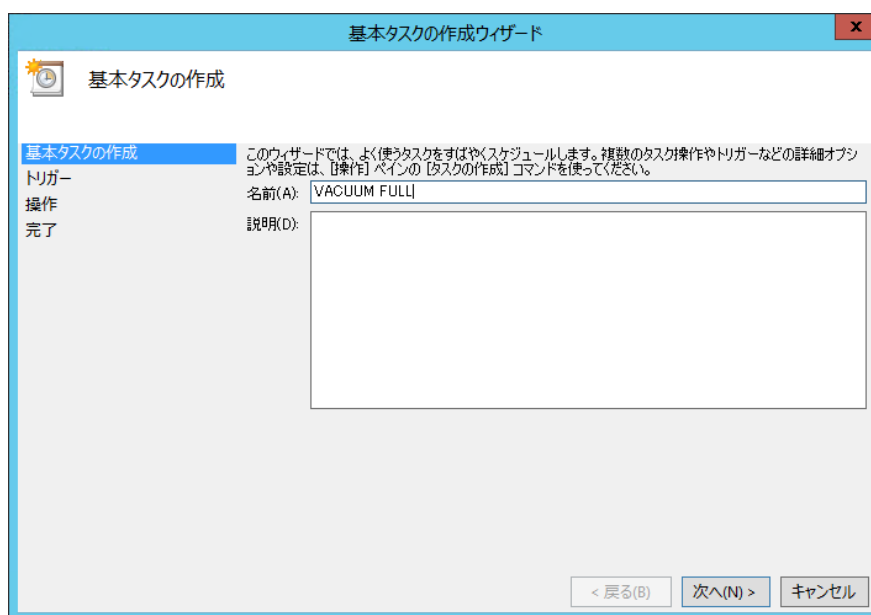 基本タスクの作成ウィザード
x
基本タスクの作成
基本タスクの作成
トリガー
操作
完了
このウィザードでは、よく使うタスクをすばやくスケジュールします。複数のタスク操作やトリガーなどの詳細オプシ
ョンや設定は、[操作] ペインの [タスクの作成] コマンドを使ってください。
名前(A): VACUUM FULL
説明(D):
< 戻る(B) 次へ(N) > キャンセル